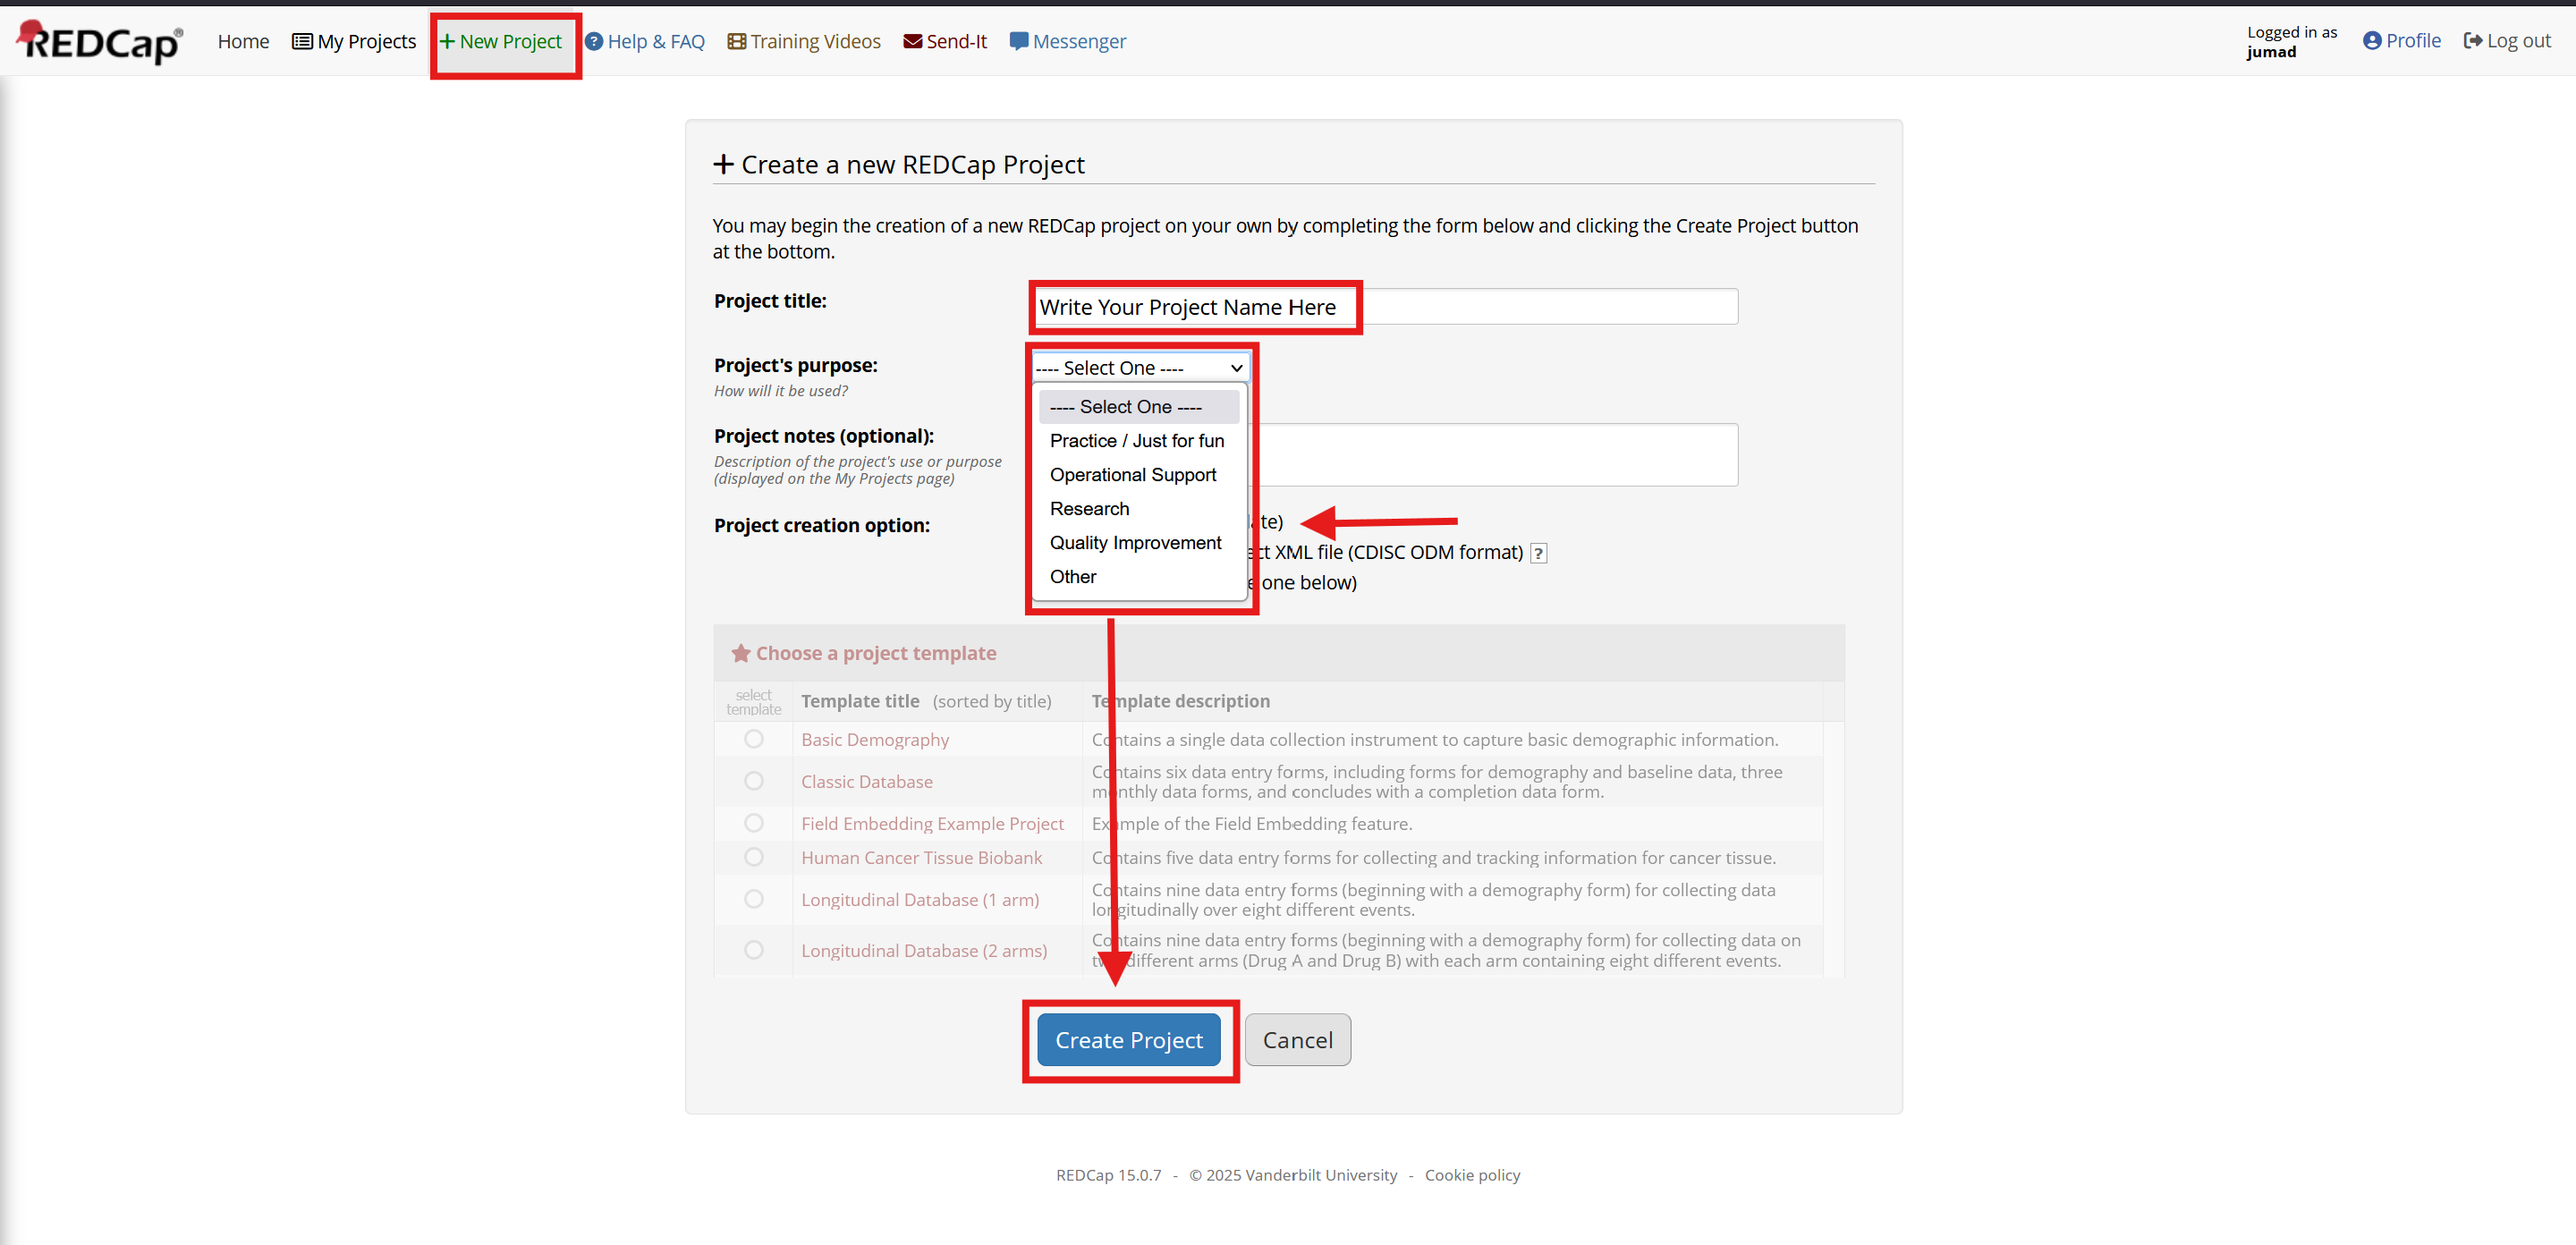 REDCap®
Home
My Projects
+ New Project
? Help & FAQ
Training Videos
Send-It
Messenger
Logged in as
jumad
Profile
Log out
+ Create a new REDCap Project
You may begin the creation of a new REDCap project on your own by completing the form below and clicking the Create Project button
at the bottom.
Project title:
Write Your Project Name Here
Project's purpose:
How will it be used?
---- Select One ----
---- Select One ----
Practice / Just for fun
Operational Support
Research
Quality Improvement
Other
Project notes (optional):
Description of the project's use or purpose
(displayed on the My Projects page)
Project creation option:
XML file (CDISC ODM format) ?
one below)
Choose a project template
select
template
Template title (sorted by title)
Template description
Basic Demography
Contains a single data collection instrument to capture basic demographic information.
Classic Database
Contains six data entry forms, including forms for demography and baseline data, three
monthly data forms, and concludes with a completion data form.
Field Embedding Example Project
Example of the Field Embedding feature.
Human Cancer Tissue Biobank
Contains five data entry forms for collecting and tracking information for cancer tissue.
Longitudinal Database (1 arm)
Contains nine data entry forms (beginning with a demography form) for collecting data
longitudinally over eight different events.
Longitudinal Database (2 arms)
Contains nine data entry forms (beginning with a demography form) for collecting data on
two different arms (Drug A and Drug B) with each arm containing eight different events.
Create Project
Cancel
REDCap 15.0.7 - © 2025 Vanderbilt University - Cookie policy